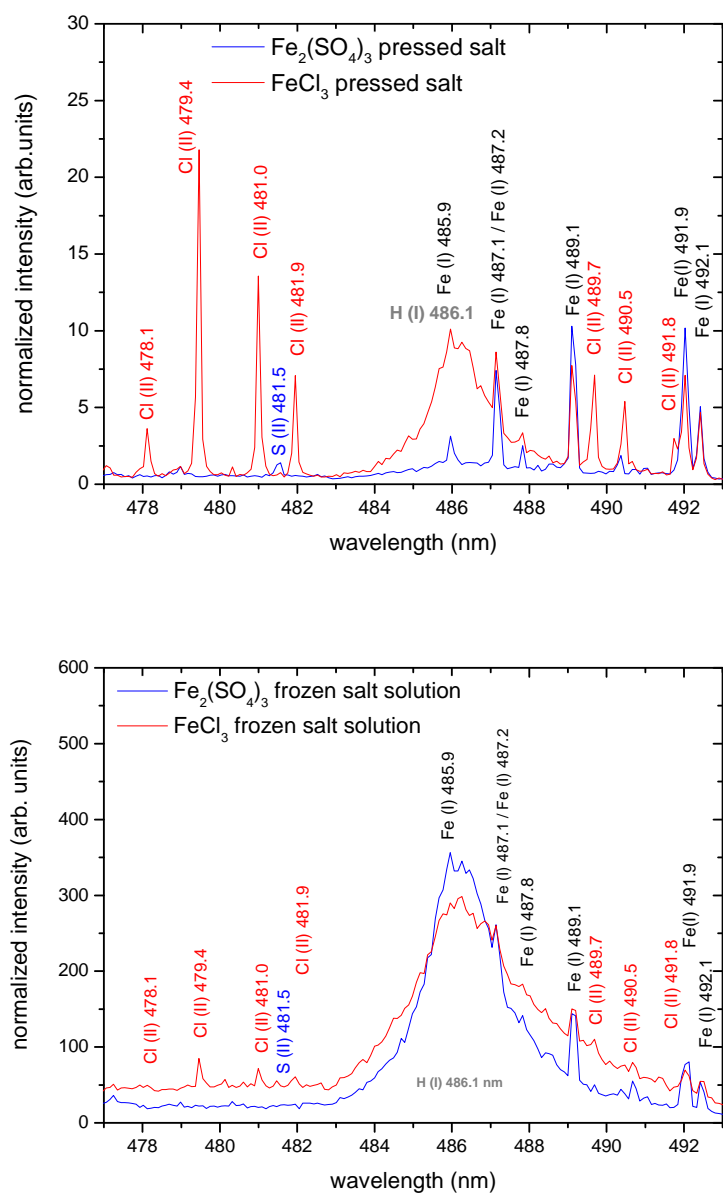 30
25
20
15
10
5
0
normalized intensity (arb.units)
Fe2(SO4)3 pressed salt
FeCl3 pressed salt
Cl (II) 478.1
Cl (II) 479.4
Cl (II) 481.0
S (II) 481.5
Cl (II) 481.9
H (I) 486.1
Fe (I) 485.9
Fe (I) 487.1 / Fe (I) 487.2
Fe (I) 487.8
Fe (I) 489.1
Cl (II) 489.7
Cl (II) 490.5
Cl (II) 491.8
Fe(I) 491.9
Fe (I) 492.1
478 480 482 484 486 488 490 492
wavelength (nm)
600
500
400
300
200
100
0
normalized intensity (arb. units)
Fe2(SO4)3 frozen salt solution
FeCl3 frozen salt solution
Cl (II) 478.1
Cl (II) 479.4
Cl (II) 481.0
S (II) 481.5
Cl (II) 481.9
Fe (I) 485.9
H (I) 486.1 nm
Fe (I) 487.1 / Fe (I) 487.2
Fe (I) 487.8
Fe (I) 489.1
Cl (II) 489.7
Cl (II) 490.5
Cl (II) 491.8
Fe(I) 491.9
Fe (I) 492.1
478 480 482 484 486 488 490 492
wavelength (nm)